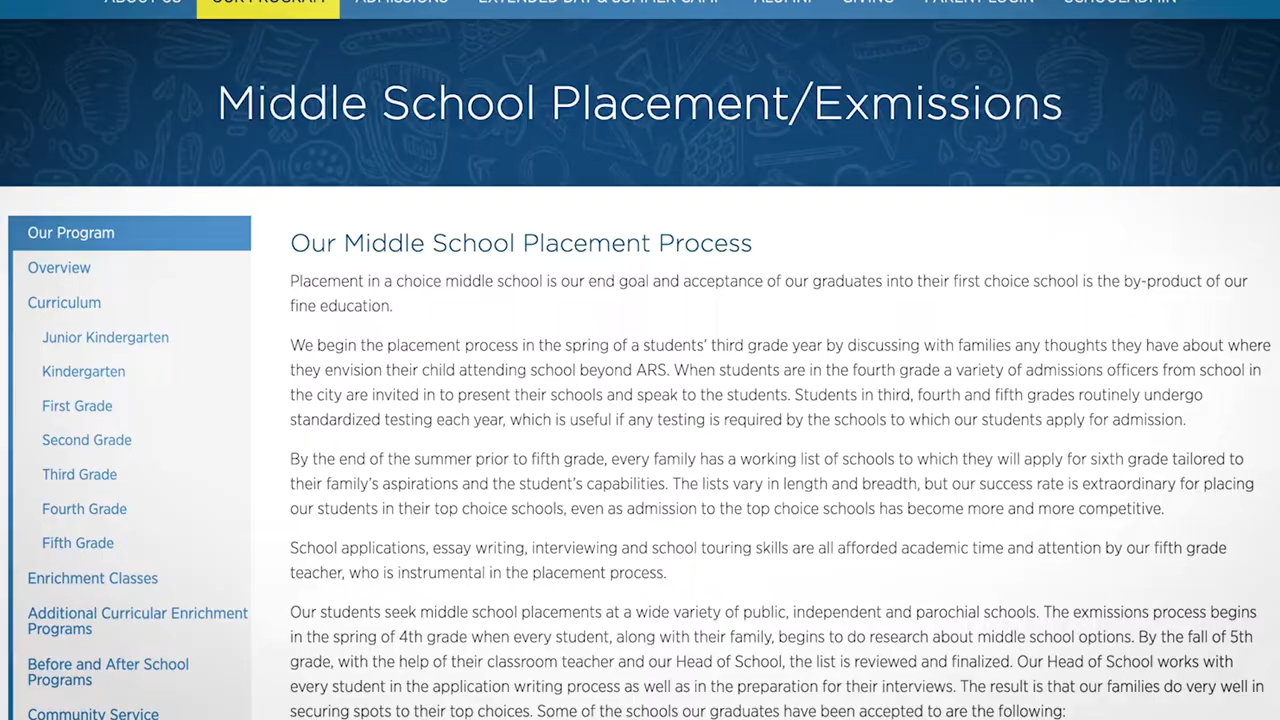 ABOUT US OUR PROGRAM ADMISSIONS EXTENDED DAY & SUMMER CAMP ALUMNI GIVING PARENT LOGIN SCHOOLADMIN
Middle School Placement/Exmissions
Our Program
Overview
Curriculum
Junior Kindergarten
Kindergarten
First Grade
Second Grade
Third Grade
Fourth Grade
Fifth Grade
Enrichment Classes
Additional Curricular Enrichment
Programs
Before and After School
Programs
Community Service
Our Middle School Placement Process
Placement in a choice middle school is our end goal and acceptance of our graduates into their first choice school is the by-product of our
fine education.
We begin the placement process in the spring of a students’ third grade year by discussing with families any thoughts they have about where
they envision their child attending school beyond ARS. When students are in the fourth grade a variety of admissions officers from school in
the city are invited in to present their schools and speak to the students. Students in third, fourth and fifth grades routinely undergo
standardized testing each year, which is useful if any testing is required by the schools to which our students apply for admission.
By the end of the summer prior to fifth grade, every family has a working list of schools to which they will apply for sixth grade tailored to
their family’s aspirations and the student’s capabilities. The lists vary in length and breadth, but our success rate is extraordinary for placing
our students in their top choice schools, even as admission to the top choice schools has become more and more competitive.
School applications, essay writing, interviewing and school touring skills are all afforded academic time and attention by our fifth grade
teacher, who is instrumental in the placement process.
Our students seek middle school placements at a wide variety of public, independent and parochial schools. The exmissions process begins
in the spring of 4th grade when every student, along with their family, begins to do research about middle school options. By the fall of 5th
grade, with the help of their classroom teacher and our Head of School, the list is reviewed and finalized. Our Head of School works with
every student in the application writing process as well as in the preparation for their interviews. The result is that our families do very well in
securing spots to their top choices. Some of the schools our graduates have been accepted to are the following: